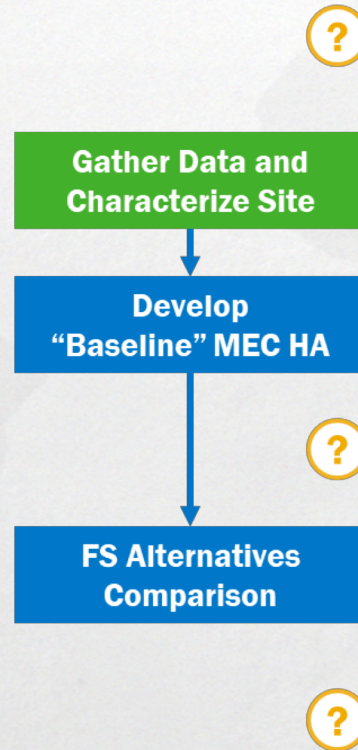 ?
Gather Data and
Characterize Site
Develop
“Baseline” MEC HA
?
FS Alternatives
Comparison
?